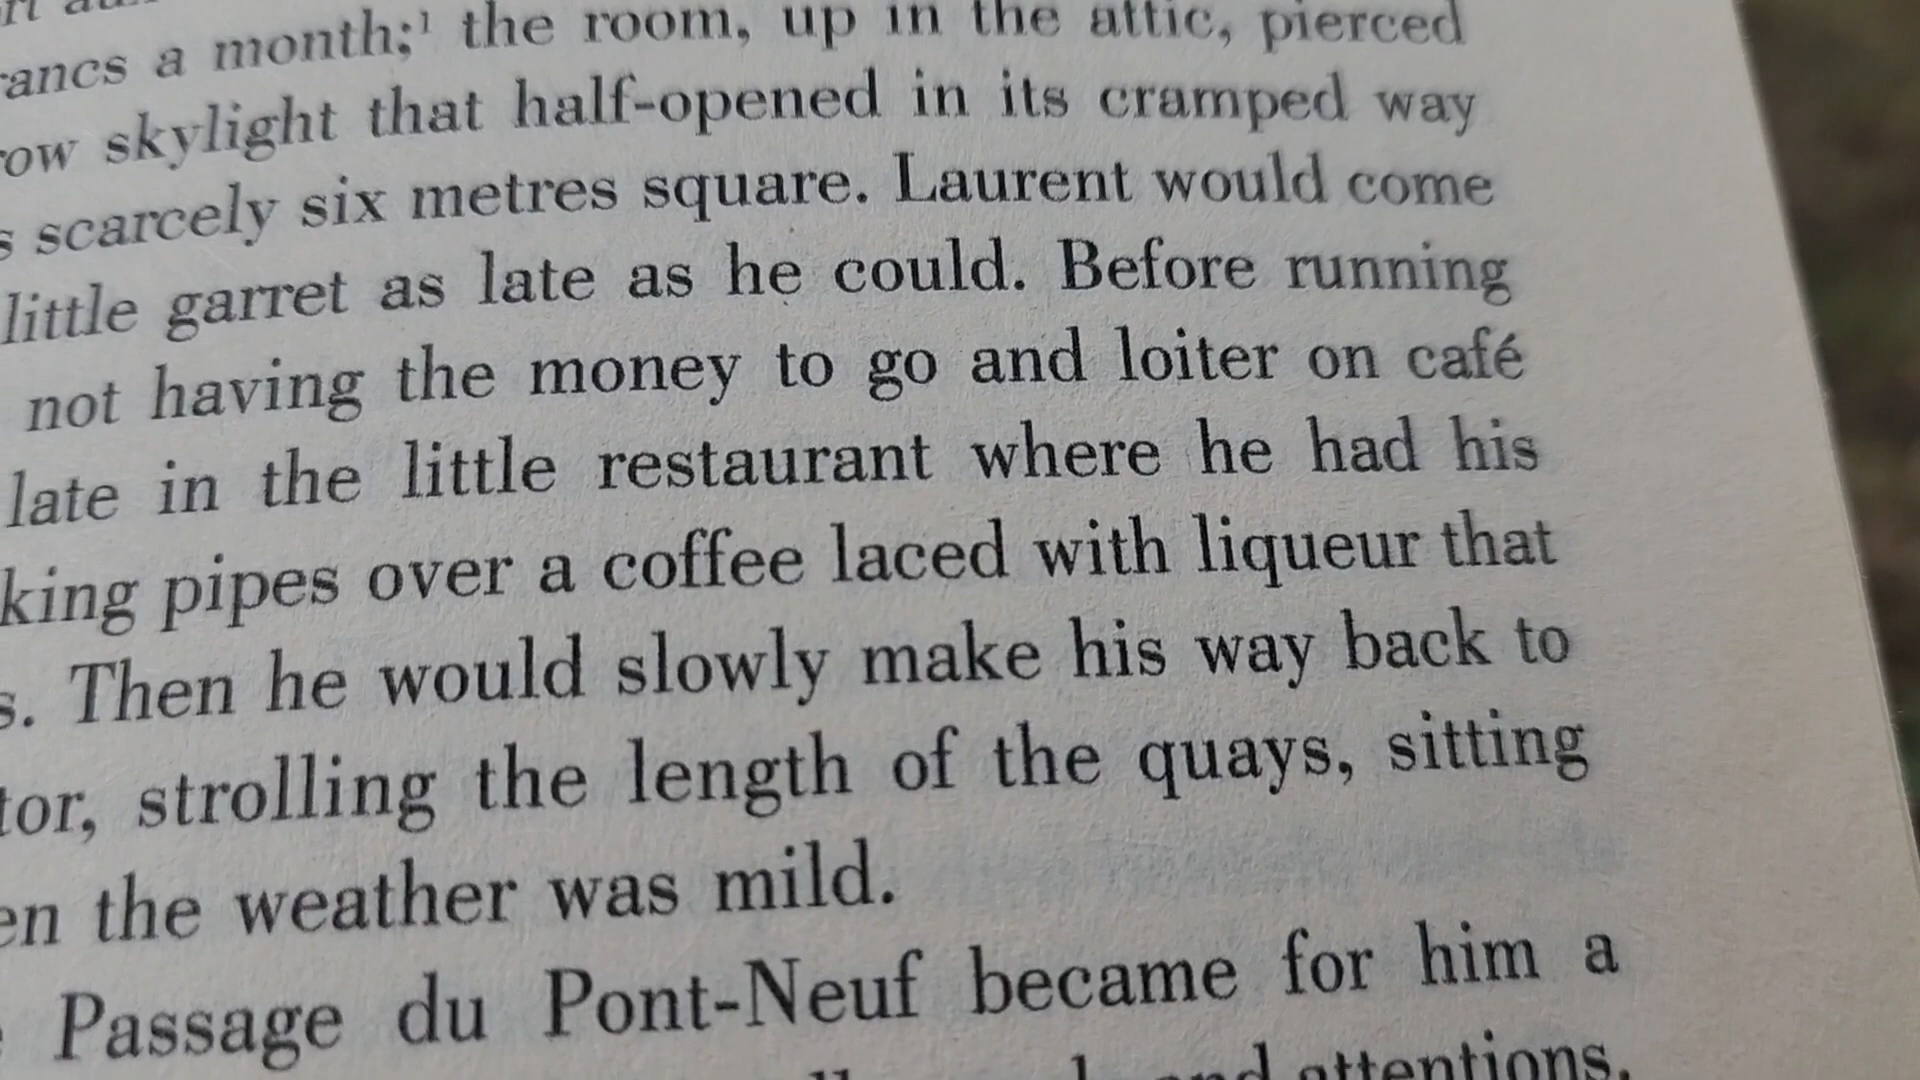 a month;¹ the room, up in the attic, pierced
skylight that half-opened in its cramped way
scarcely six metres square. Laurent would come
little garret as late as he could. Before running
not having the money to go and loiter on café
late in the little restaurant where he had his
king pipes over a coffee laced with liqueur that
s. Then he would slowly make his way back to
tor, strolling the length of the quays, sitting
en the weather was mild.
Passage du Pont-Neuf became for him a
attentions.